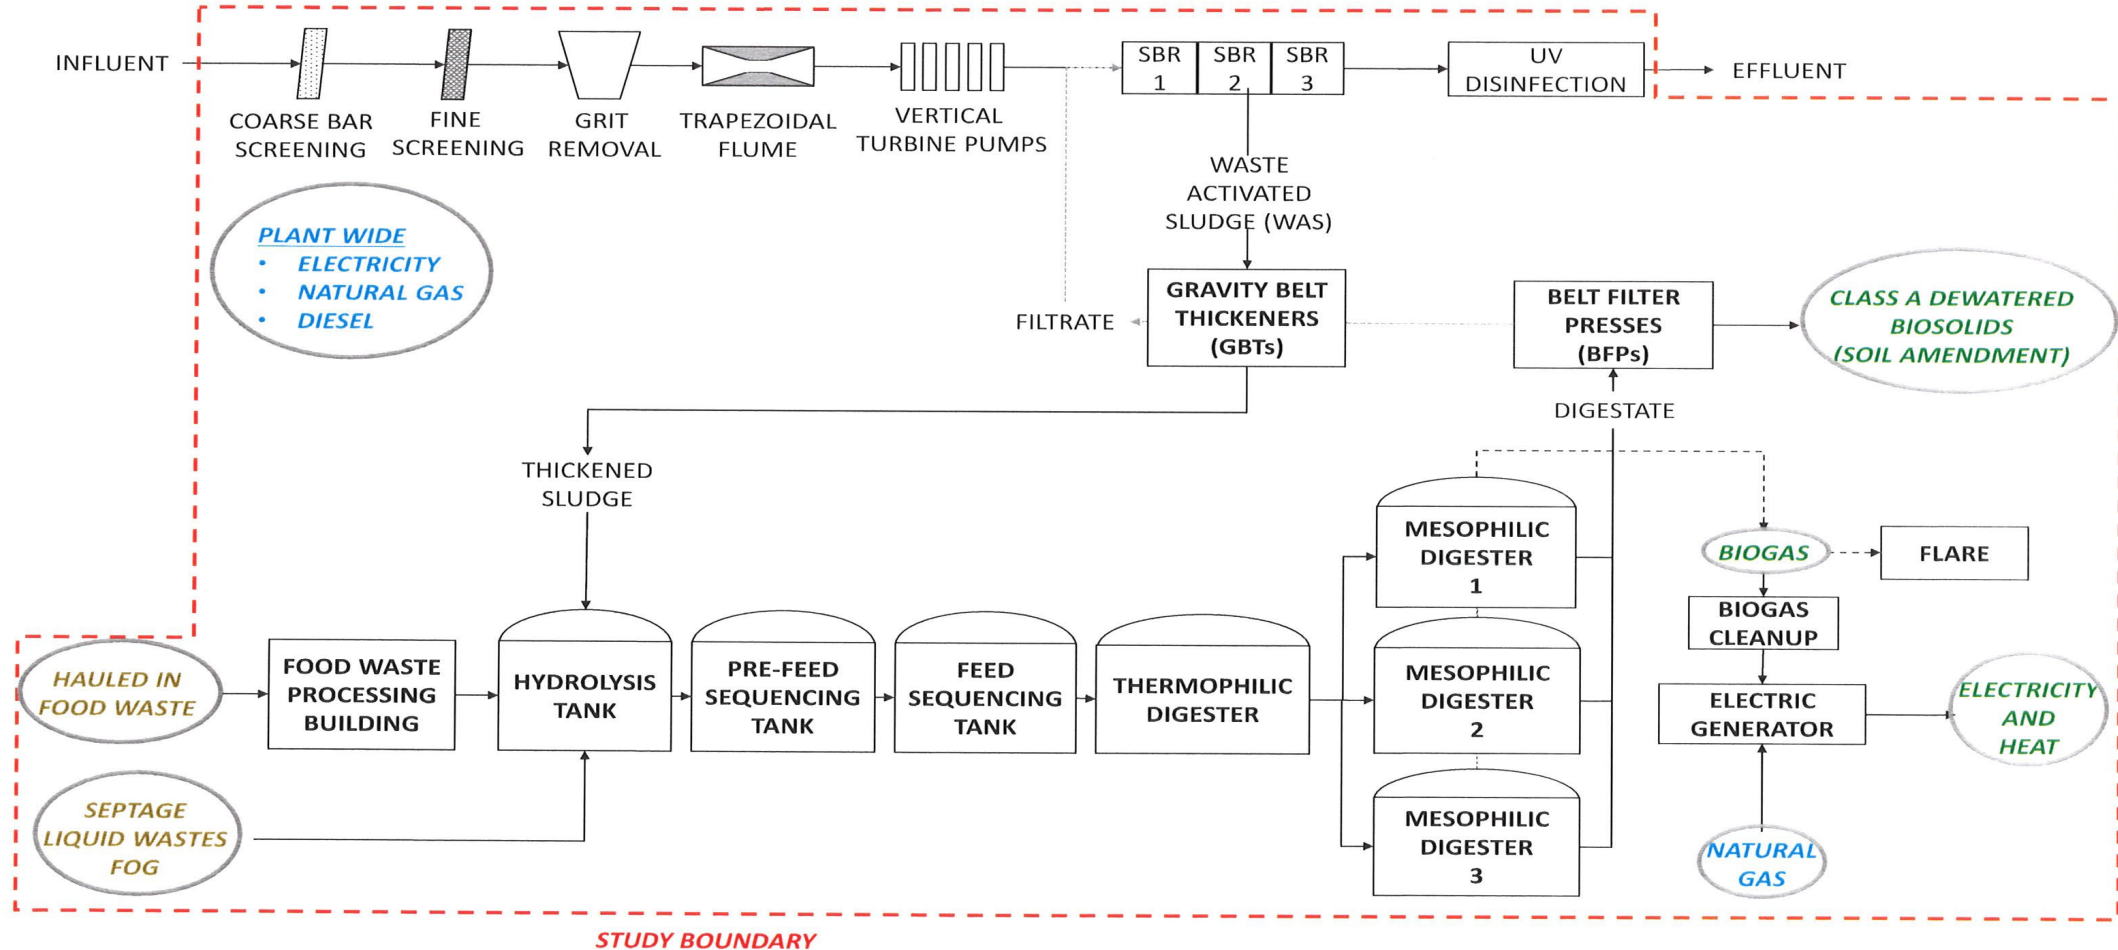 INFLUENT
COARSE BAR
SCREENING
FINE
SCREENING
GRIT
REMOVAL
TRAPEZOIDAL
FLUME
VERTICAL
TURBINE PUMPS
SBR
1
SBR
2
SBR
3
UV
DISINFECTION
EFFLUENT
PLANT WIDE
• ELECTRICITY
• NATURAL GAS
• DIESEL
WASTE
ACTIVATED
SLUDGE (WAS)
FILTRATE
GRAVITY BELT
THICKENERS
(GBTs)
BELT FILTER
PRESSES
(BFPs)
CLASS A DEWATERED
BIOSOLIDS
(SOIL AMENDMENT)
DIGESTATE
THICKENED
SLUDGE
HAULED IN
FOOD WASTE
FOOD WASTE
PROCESSING
BUILDING
HYDROLYSIS
TANK
PRE-FEED
SEQUENCING
TANK
FEED
SEQUENCING
TANK
THERMOPHILIC
DIGESTER
MESOPHILIC
DIGESTER
1
MESOPHILIC
DIGESTER
2
MESOPHILIC
DIGESTER
3
BIOGAS
FLARE
BIOGAS
CLEANUP
ELECTRIC
GENERATOR
ELECTRICITY
AND
HEAT
NATURAL
GAS
SEPTAGE
LIQUID WASTES
FOG
STUDY BOUNDARY